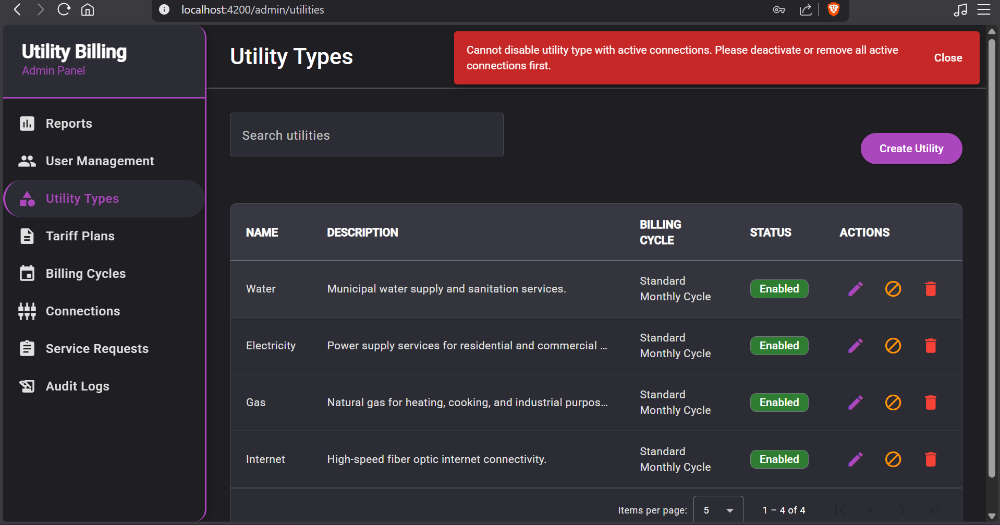 localhost:4200/admin/utilities
Utility Billing
Admin Panel
Reports
User Management
Utility Types
Tariff Plans
Billing Cycles
Connections
Service Requests
Audit Logs
Utility Types
Cannot disable utility type with active connections. Please deactivate or remove all active
connections first.
Close
Search utilities
Create Utility
NAME DESCRIPTION BILLING CYCLE STATUS ACTIONS
Water Municipal water supply and sanitation services. Standard Monthly Cycle Enabled
Electricity Power supply services for residential and commercial ... Standard Monthly Cycle Enabled
Gas Natural gas for heating, cooking, and industrial purpos... Standard Monthly Cycle Enabled
Internet High-speed fiber optic internet connectivity. Standard Monthly Cycle Enabled
Items per page: 5 1 – 4 of 4